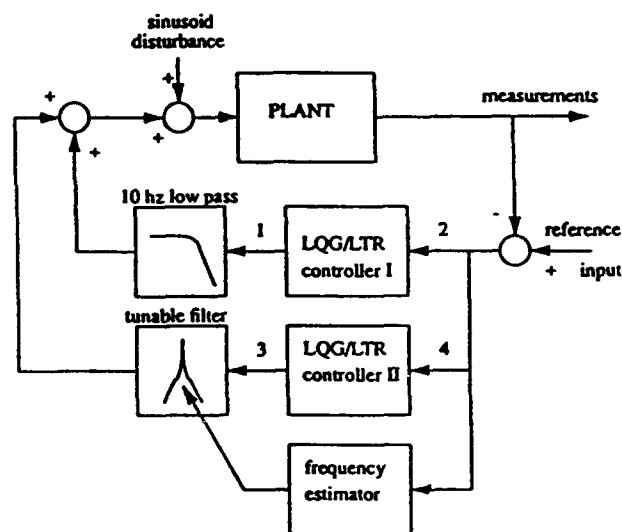 sinusoid
disturbance
+
+
+
+
+
PLANT
measurements
10 hz low pass
1
LQG/LTR
controller I
2
-
reference
+
input
tunable filter
3
LQG/LTR
controller II
4
frequency
estimator